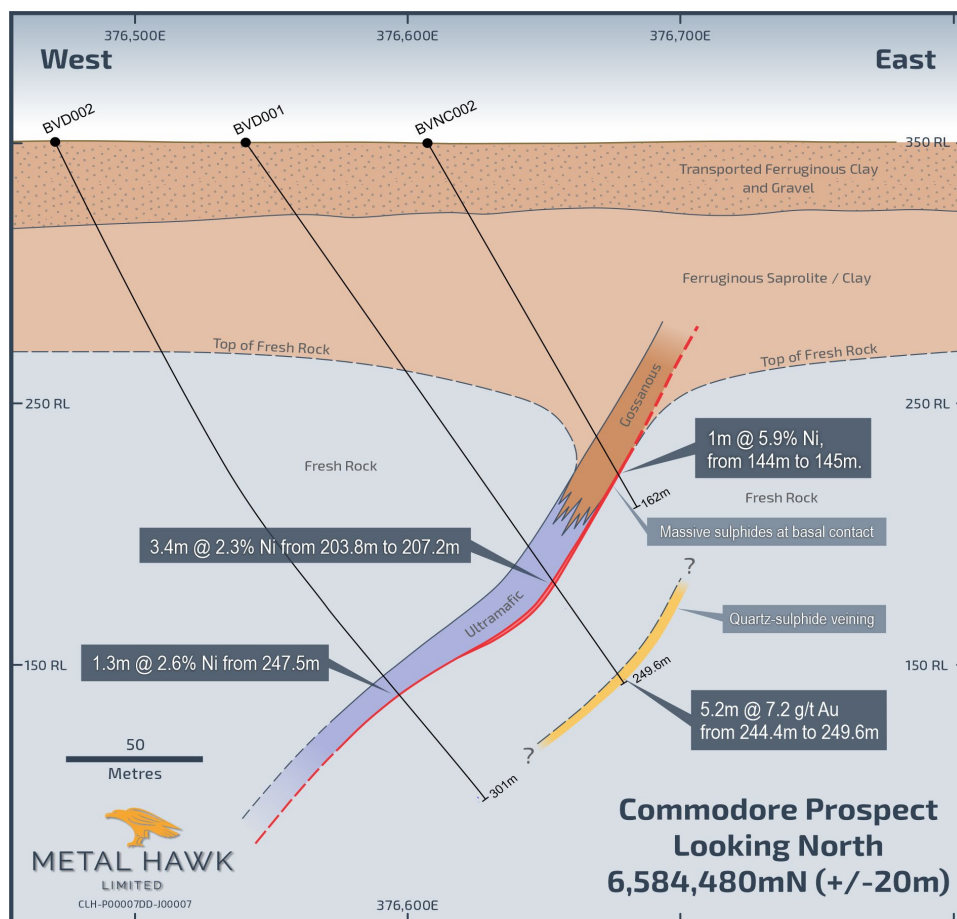 376,500E
376,600E
376,700E
West
East
BVD002
BVD001
BVNC002
350 RL
Transported Ferruginous Clay
and Gravel
Ferruginous Saprolite / Clay
Top of Fresh Rock
Top of Fresh Rock
250 RL
250 RL
Gossanous
1m @ 5.9% Ni,
from 144m to 145m.
Fresh Rock
162m
Fresh Rock
Massive sulphides at basal contact
3.4m @ 2.3% Ni from 203.8m to 207.2m
?
Ultramafic
Quartz-sulphide veining
1.3m @ 2.6% Ni from 247.5m
150 RL
249.6m
150 RL
5.2m @ 7.2 g/t Au
from 244.4m to 249.6m
?
50
Metres
301m
METAL HAWK
LIMITED
CLH-P00007DD-J00007
Commodore Prospect
Looking North
6,584,480mN (+/-20m)
376,600E